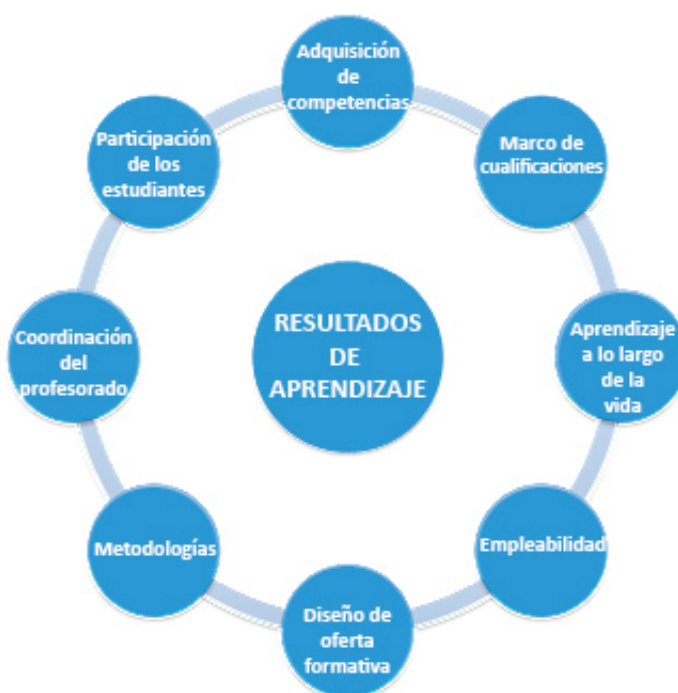 Adquisición
de
competencias
Marco de
cualificaciones
Aprendizaje
a lo largo
de la
vida
Empleabilidad
Diseño de
oferta
formativa
Metodologías
Coordinación
del
profesorado
Participación
de los
estudiantes
RESULTADOS
DE
APRENDIZAJE